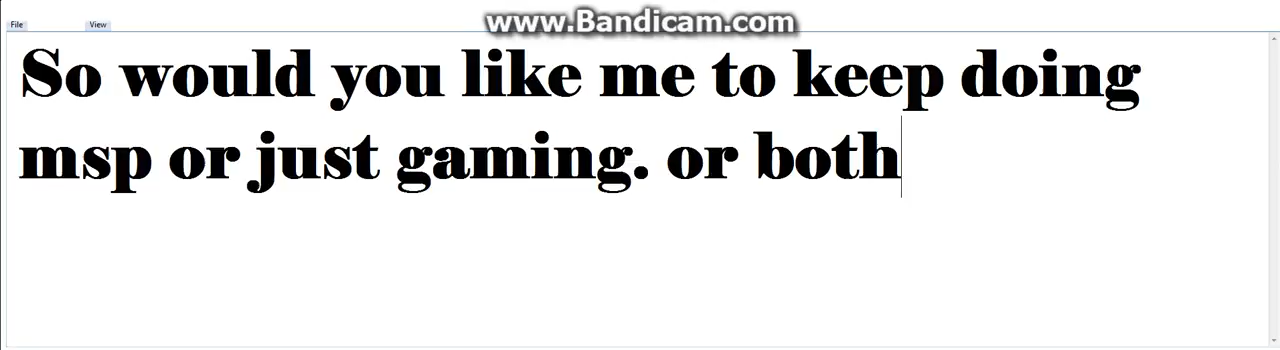 www.Bandicam.com
File View
So would you like me to keep doing
msp or just gaming. or both